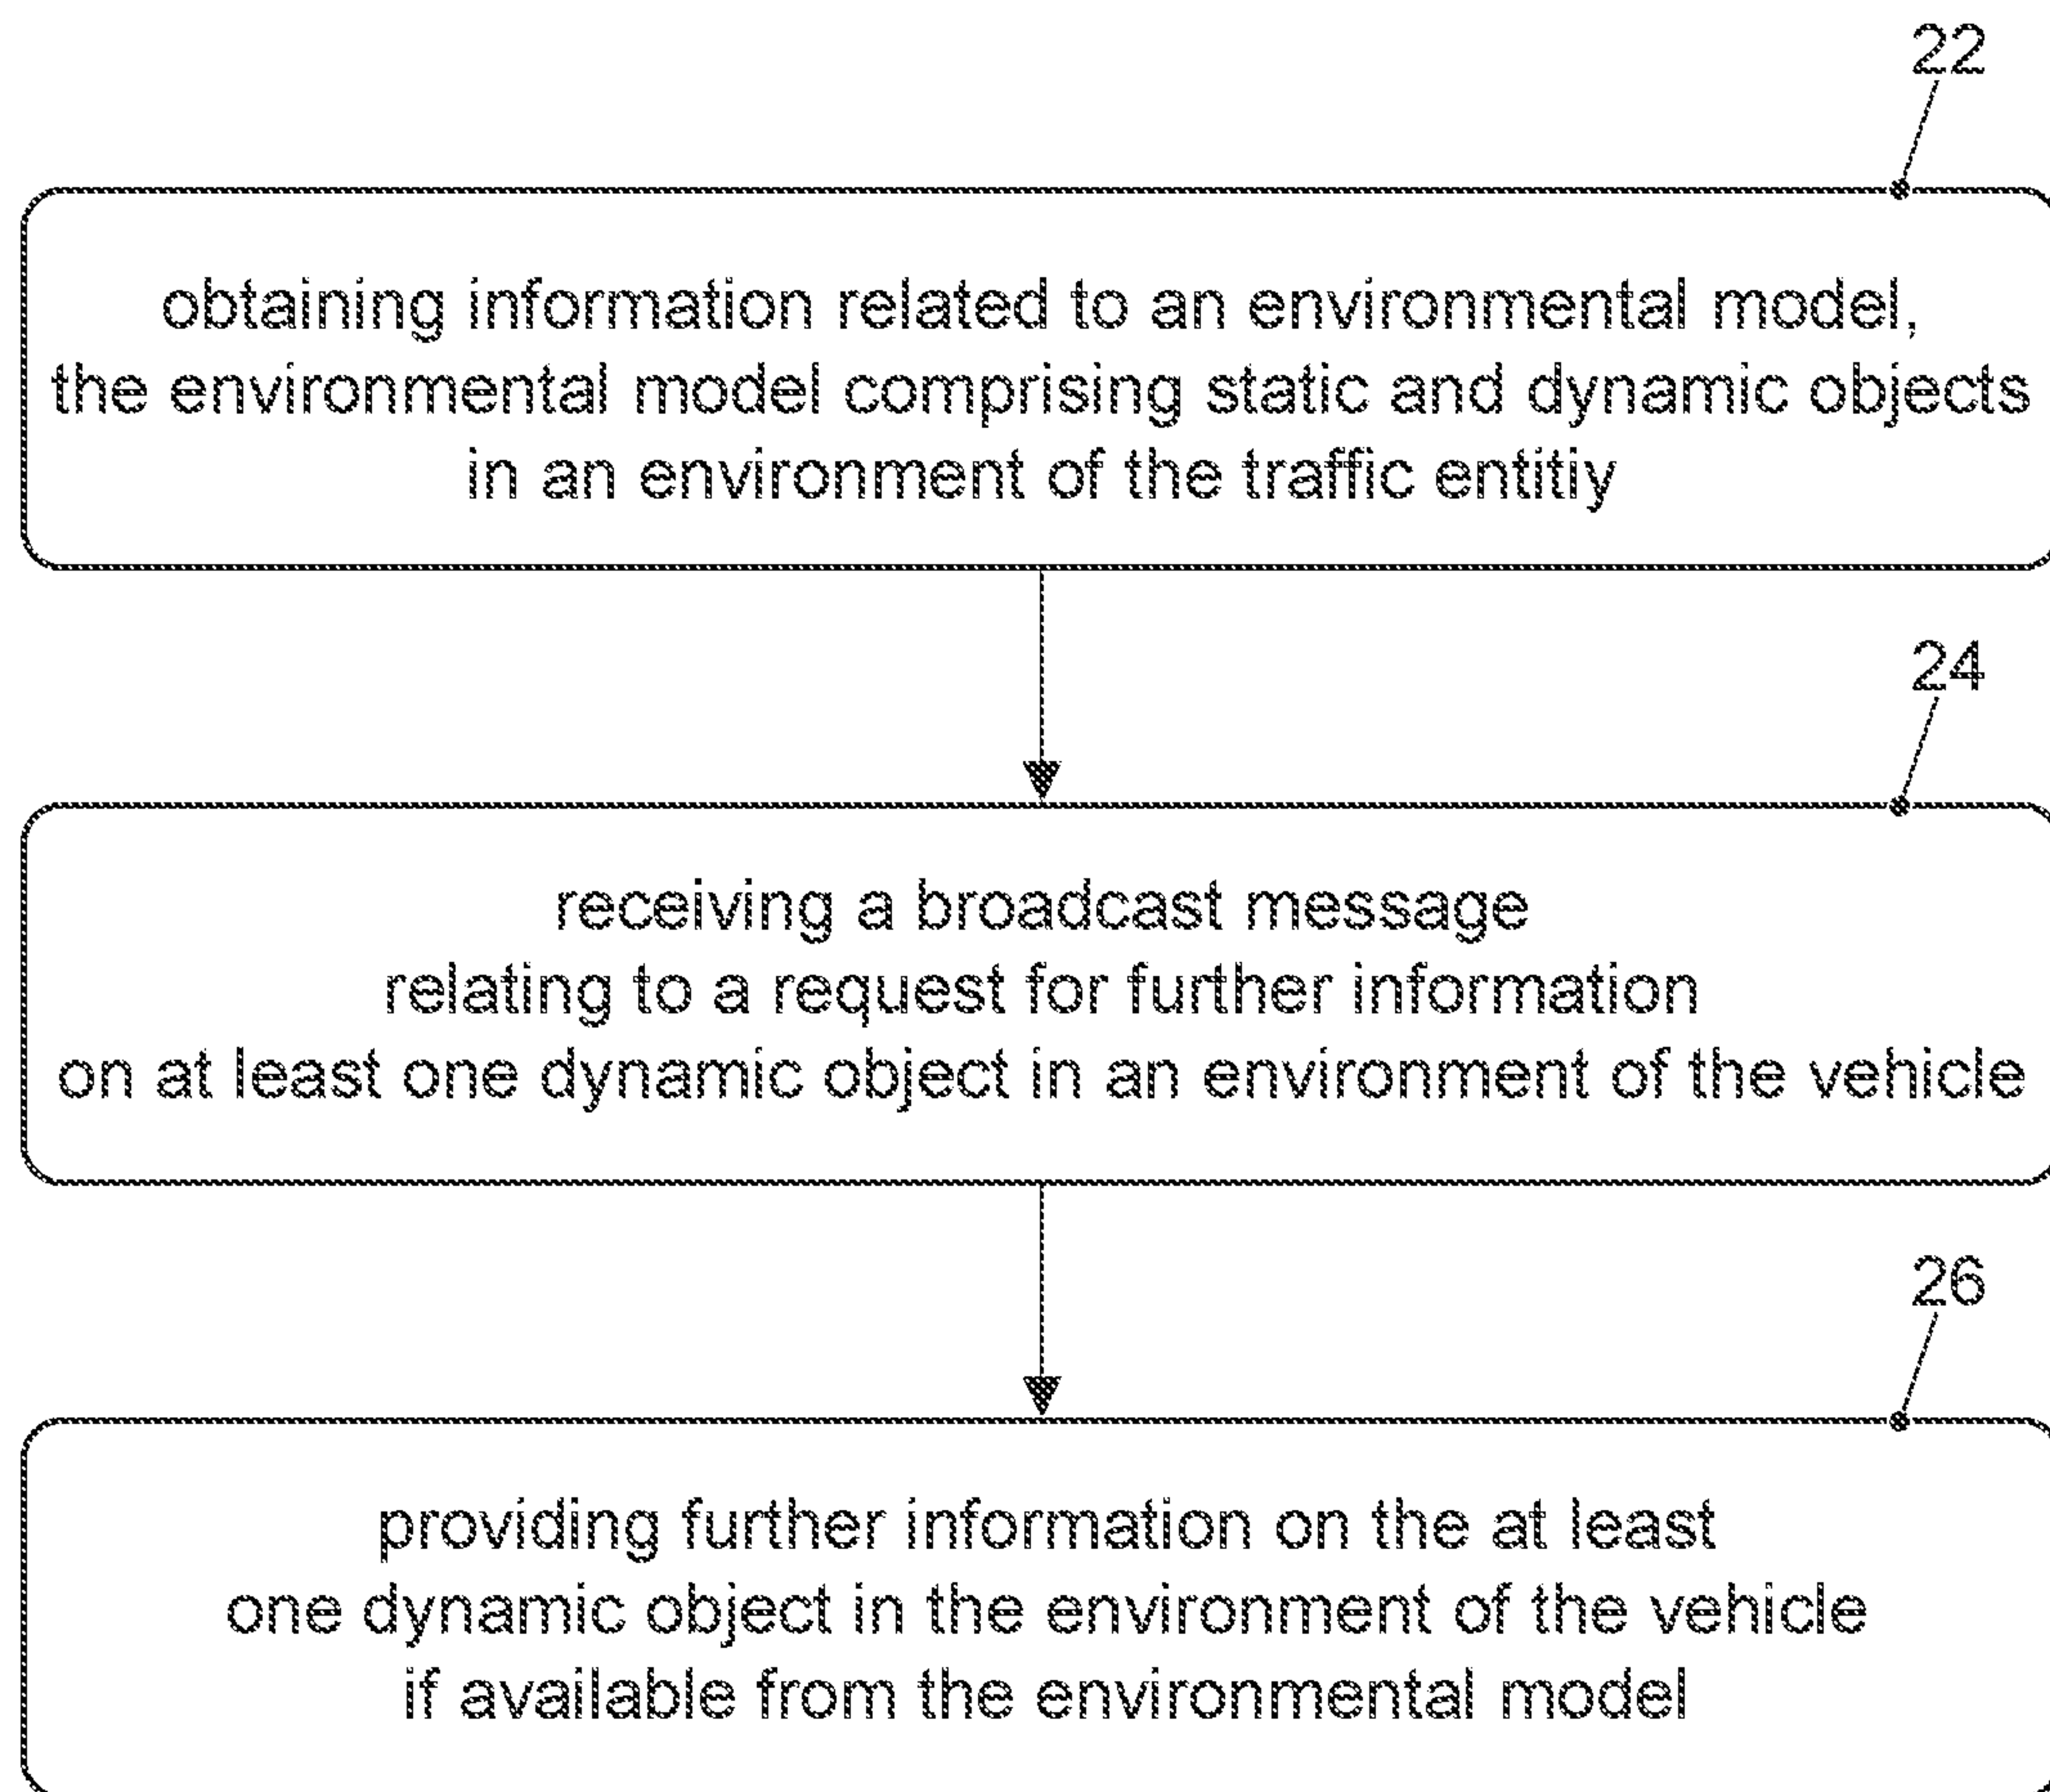 22
obtaining information related to an environmental model,
the environmental model comprising static and dynamic objects
in an environment of the traffic entitiy
24
receiving a broadcast message
relating to a request for further information
on at least one dynamic object in an environment of the vehicle
26
providing further information on the at least
one dynamic object in the environment of the vehicle
if available from the environmental model